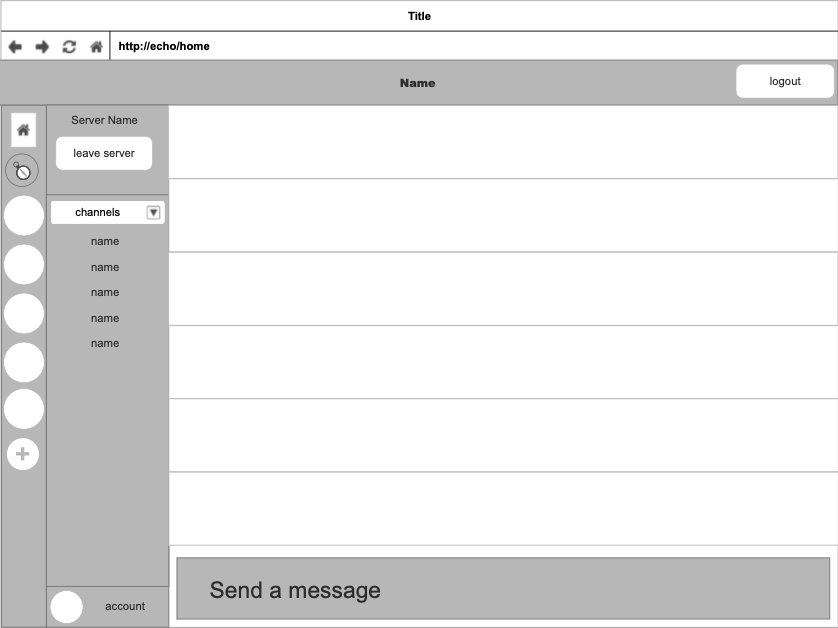 Title
http://echo/home
Name
logout
Server Name
leave server
channels
name
name
name
name
name
Send a message
account